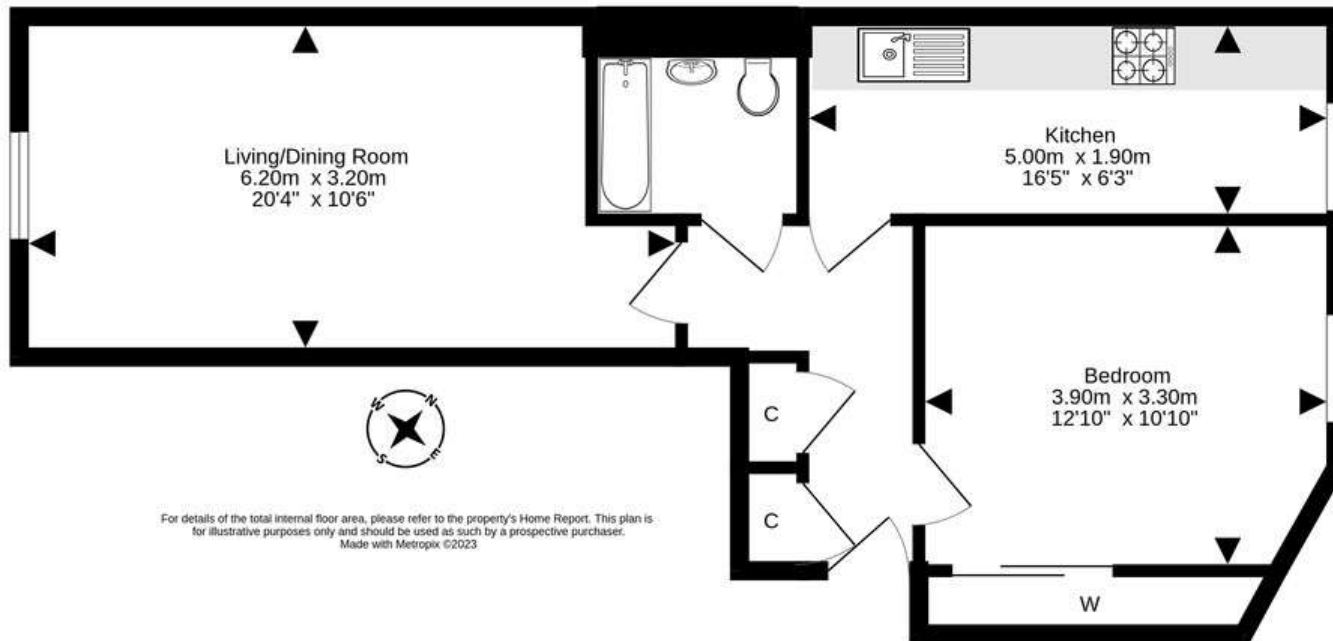 Living/Dining Room
6.20m x 3.20m
20'4" x 10'6"
Kitchen
5.00m x 1.90m
16'5" x 6'3"
Bedroom
3.90m x 3.30m
12'10" x 10'10"
C
C
W
W
N
S
E
For details of the total internal floor area, please refer to the property's Home Report. This plan is
for illustrative purposes only and should be used as such by a prospective purchaser.
Made with Metropix ©2023